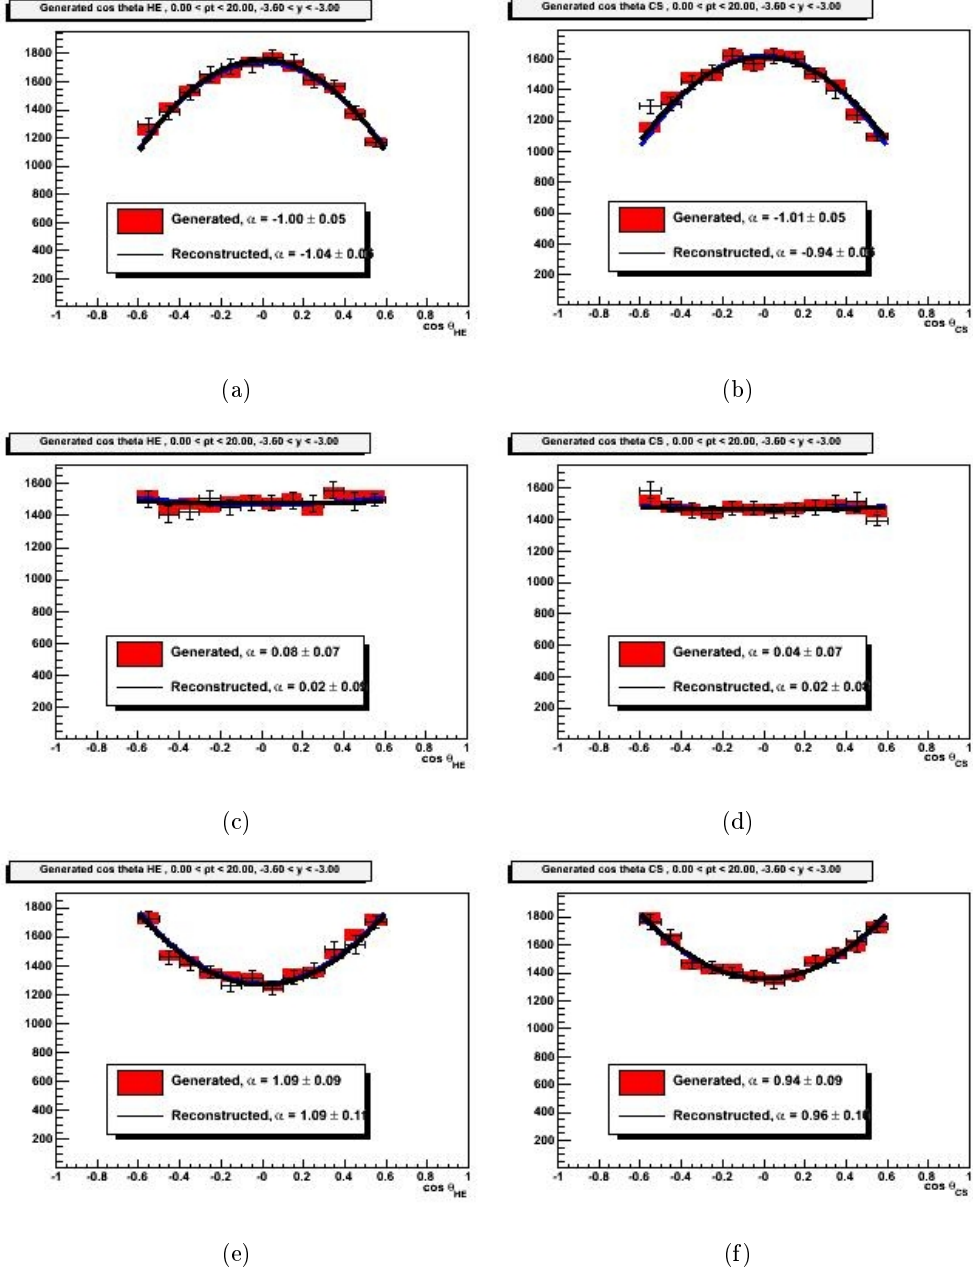 Generated cos theta HE , 0.00 < pt < 20.00, -3.60 < y < -3.00
1800
1600
1400
1200
1000
800
600
400
200
Generated, α = -1.00 ± 0.05
Reconstructed, α = -1.04 ± 0.06
-1 -0.8 -0.6 -0.4 -0.2 -0 0.2 0.4 0.6 0.8 1
cos θHE
(a)
Generated cos theta CS , 0.00 < pt < 20.00, -3.60 < y < -3.00
1600
1400
1200
1000
800
600
400
200
Generated, α = -1.01 ± 0.05
Reconstructed, α = -0.94 ± 0.06
-1 -0.8 -0.6 -0.4 -0.2 -0 0.2 0.4 0.6 0.8 1
cos θCS
(b)
Generated cos theta HE , 0.00 < pt < 20.00, -3.60 < y < -3.00
1600
1400
1200
1000
800
600
400
200
Generated, α = 0.08 ± 0.07
Reconstructed, α = 0.02 ± 0.09
-1 -0.8 -0.6 -0.4 -0.2 -0 0.2 0.4 0.6 0.8 1
cos θHE
(c)
Generated cos theta CS , 0.00 < pt < 20.00, -3.60 < y < -3.00
1600
1400
1200
1000
800
600
400
200
Generated, α = 0.04 ± 0.07
Reconstructed, α = 0.02 ± 0.08
-1 -0.8 -0.6 -0.4 -0.2 -0 0.2 0.4 0.6 0.8 1
cos θCS
(d)
Generated cos theta HE , 0.00 < pt < 20.00, -3.60 < y < -3.00
1800
1600
1400
1200
1000
800
600
400
200
Generated, α = 1.09 ± 0.09
Reconstructed, α = 1.09 ± 0.11
-1 -0.8 -0.6 -0.4 -0.2 -0 0.2 0.4 0.6 0.8 1
cos θHE
(e)
Generated cos theta CS , 0.00 < pt < 20.00, -3.60 < y < -3.00
1800
1600
1400
1200
1000
800
600
400
200
Generated, α = 0.94 ± 0.09
Reconstructed, α = 0.96 ± 0.10
-1 -0.8 -0.6 -0.4 -0.2 -0 0.2 0.4 0.6 0.8 1
cos θCS
(f)